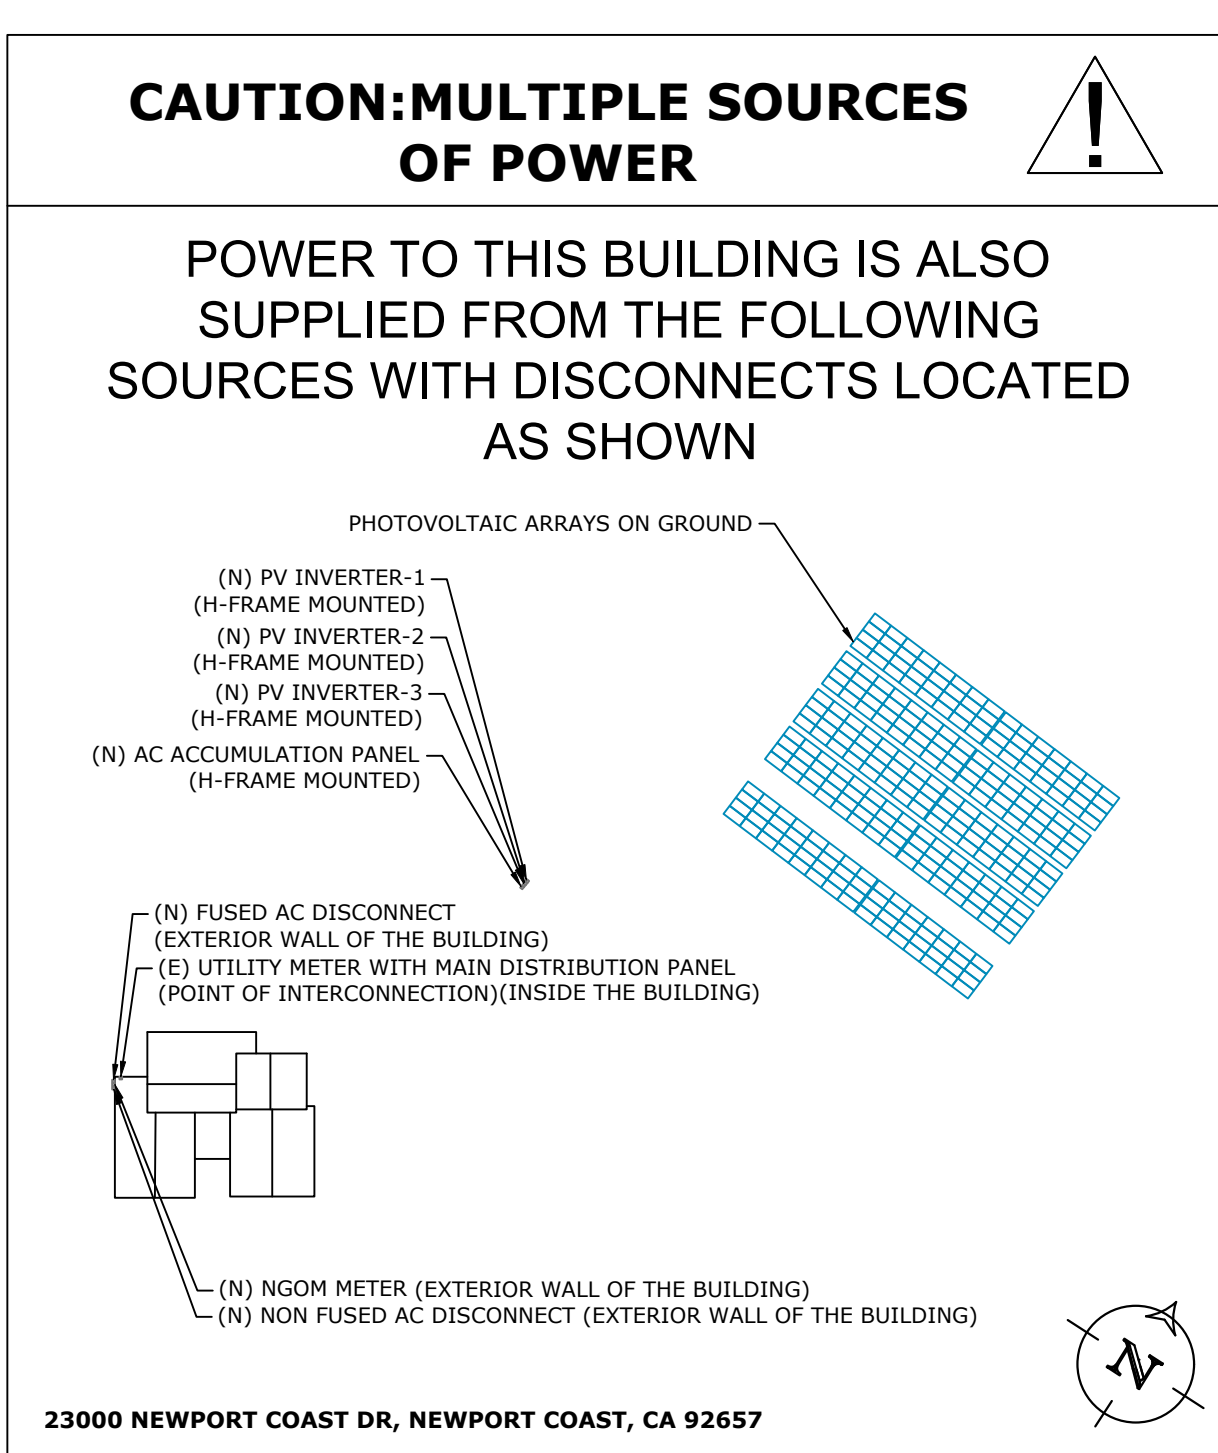 CAUTION:MULTIPLE SOURCES
OF POWER
!
POWER TO THIS BUILDING IS ALSO
SUPPLIED FROM THE FOLLOWING
SOURCES WITH DISCONNECTS LOCATED
AS SHOWN
PHOTOVOLTAIC ARRAYS ON GROUND
(N) PV INVERTER-1
(H-FRAME MOUNTED)
(N) PV INVERTER-2
(H-FRAME MOUNTED)
(N) PV INVERTER-3
(H-FRAME MOUNTED)
(N) AC ACCUMULATION PANEL
(H-FRAME MOUNTED)
(N) FUSED AC DISCONNECT
(EXTERIOR WALL OF THE BUILDING)
(E) UTILITY METER WITH MAIN DISTRIBUTION PANEL
(POINT OF INTERCONNECTION)(INSIDE THE BUILDING)
(N) NGOM METER (EXTERIOR WALL OF THE BUILDING)
(N) NON FUSED AC DISCONNECT (EXTERIOR WALL OF THE BUILDING)
N
23000 NEWPORT COAST DR, NEWPORT COAST, CA 92657